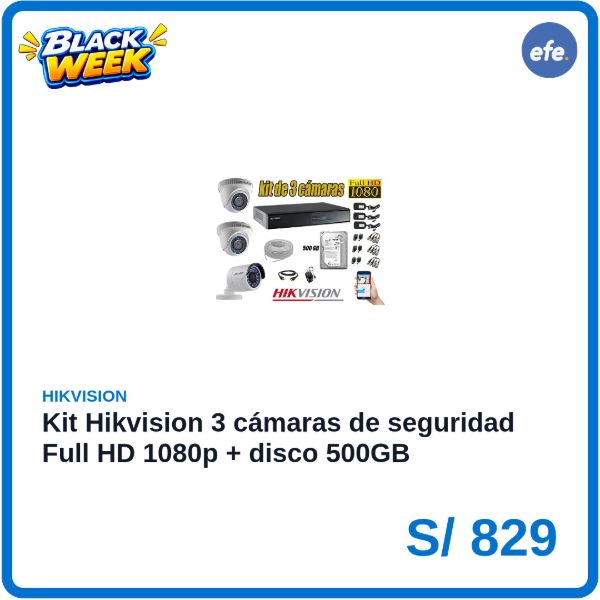 BLACK
WEEK
efe.
kit de 3 cámaras
Full HD
1080
500 GB
HIKVISION
HIKVISION
Kit Hikvision 3 cámaras de seguridad
Full HD 1080p + disco 500GB
S/ 829